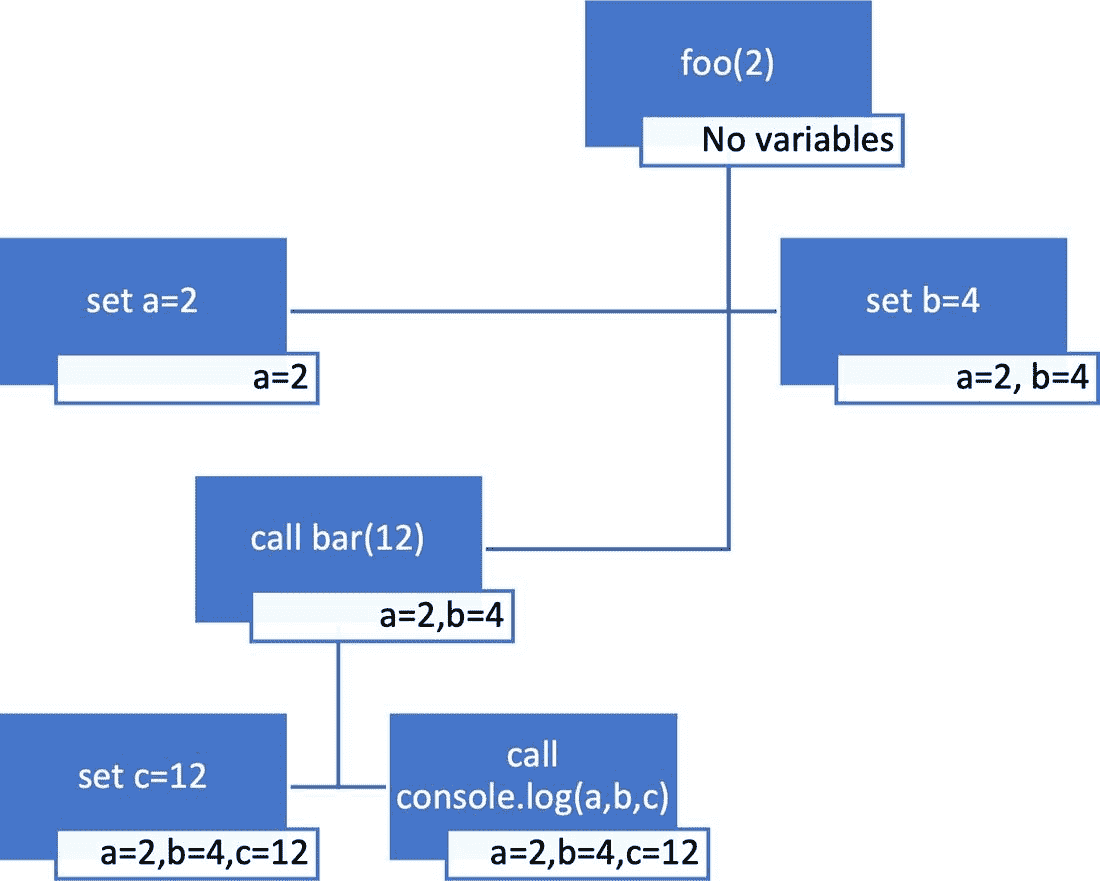 foo(2)
No variables
set a=2
a=2
set b=4
a=2, b=4
call bar(12)
a=2,b=4
set c=12
a=2,b=4,c=12
call
console.log(a,b,c)
a=2,b=4,c=12